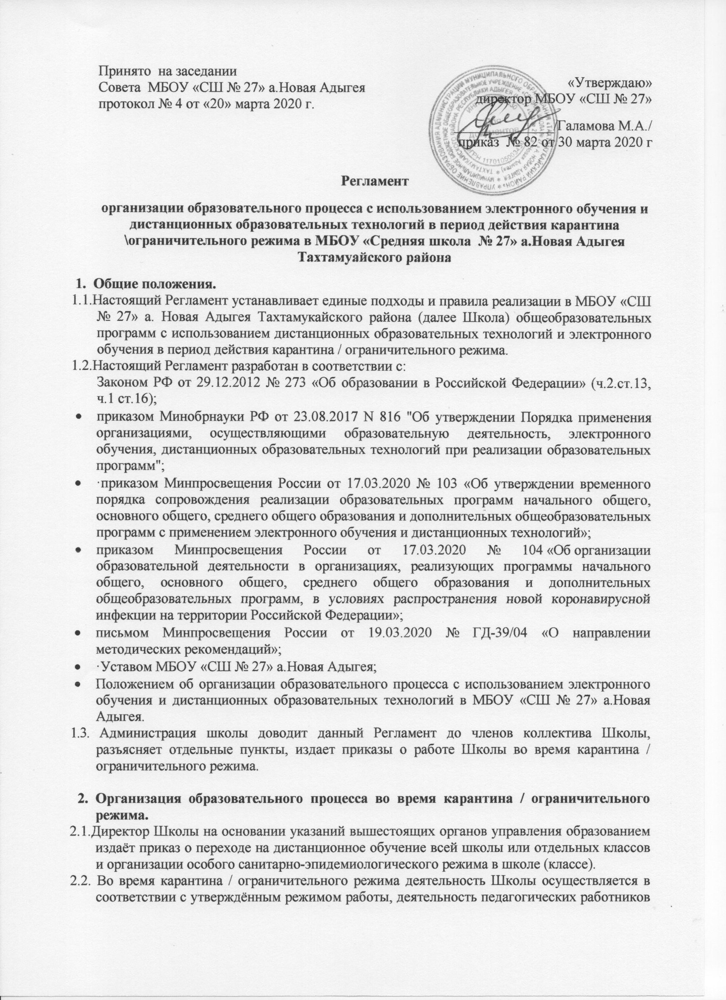 Принято на заседании
Совета МБОУ «СШ № 27» а.Новая Адыгея
протокол № 4 от «20» марта 2020 г.
«Утверждаю»
директор МБОУ «СШ № 27»
/Галамова М.А./
приказ № 82 от 30 марта 2020 г
Регламент
организации образовательного процесса с использованием электронного обучения и
дистанционных образовательных технологий в период действия карантина
\ограничительного режима в МБОУ «Средняя школа № 27» а.Новая Адыгея
Тахтамуайского района
1. Общие положения.
1.1.Настоящий Регламент устанавливает единые подходы и правила реализации в МБОУ «СШ
№ 27» а. Новая Адыгея Тахтамукайского района (далее Школа) общеобразовательных
программ с использованием дистанционных образовательных технологий и электронного
обучения в период действия карантина / ограничительного режима.
1.2.Настоящий Регламент разработан в соответствии с:
Законом РФ от 29.12.2012 № 273 «Об образовании в Российской Федерации» (ч.2.ст.13,
ч.1 ст.16);
• приказом Минобрнауки РФ от 23.08.2017 N 816 "Об утверждении Порядка применения
организациями, осуществляющими образовательную деятельность, электронного
обучения, дистанционных образовательных технологий при реализации образовательных
программ";
• ·приказом Минпросвещения России от 17.03.2020 № 103 «Об утверждении временного
порядка сопровождения реализации образовательных программ начального общего,
основного общего, среднего общего образования и дополнительных общеобразовательных
программ с применением электронного обучения и дистанционных технологий»;
• приказом Минпросвещения России от 17.03.2020 № 104 «Об организации
образовательной деятельности в организациях, реализующих программы начального
общего, основного общего, среднего общего образования и дополнительных
общеобразовательных программ, в условиях распространения новой коронавирусной
инфекции на территории Российской Федерации»;
• письмом Минпросвещения России от 19.03.2020 № ГД-39/04 «О направлении
методических рекомендаций»;
• ·Уставом МБОУ «СШ № 27» а.Новая Адыгея;
• Положением об организации образовательного процесса с использованием электронного
обучения и дистанционных образовательных технологий в МБОУ «СШ № 27» а.Новая
Адыгея.
1.3. Администрация школы доводит данный Регламент до членов коллектива Школы,
разъясняет отдельные пункты, издает приказы о работе Школы во время карантина /
ограничительного режима.
2. Организация образовательного процесса во время карантина / ограничительного
режима.
2.1.Директор Школы на основании указаний вышестоящих органов управления образованием
издаёт приказ о переходе на дистанционное обучение всей школы или отдельных классов
и организации особого санитарно-эпидемиологического режима в школе (классе).
2.2. Во время карантина / ограничительного режима деятельность Школы осуществляется в
соответствии с утверждённым режимом работы, деятельность педагогических работников